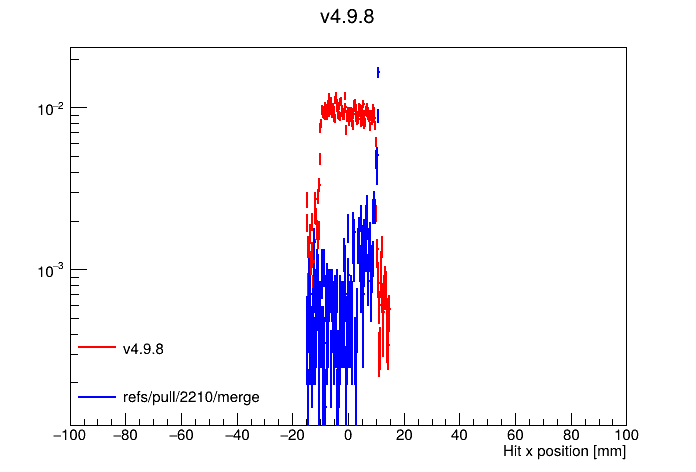 v4.9.8
10−2
10−3
v4.9.8
refs/pull/2210/merge
−100 −80 −60 −40 −20 0 20 40 60 80 100
Hit x position [mm]